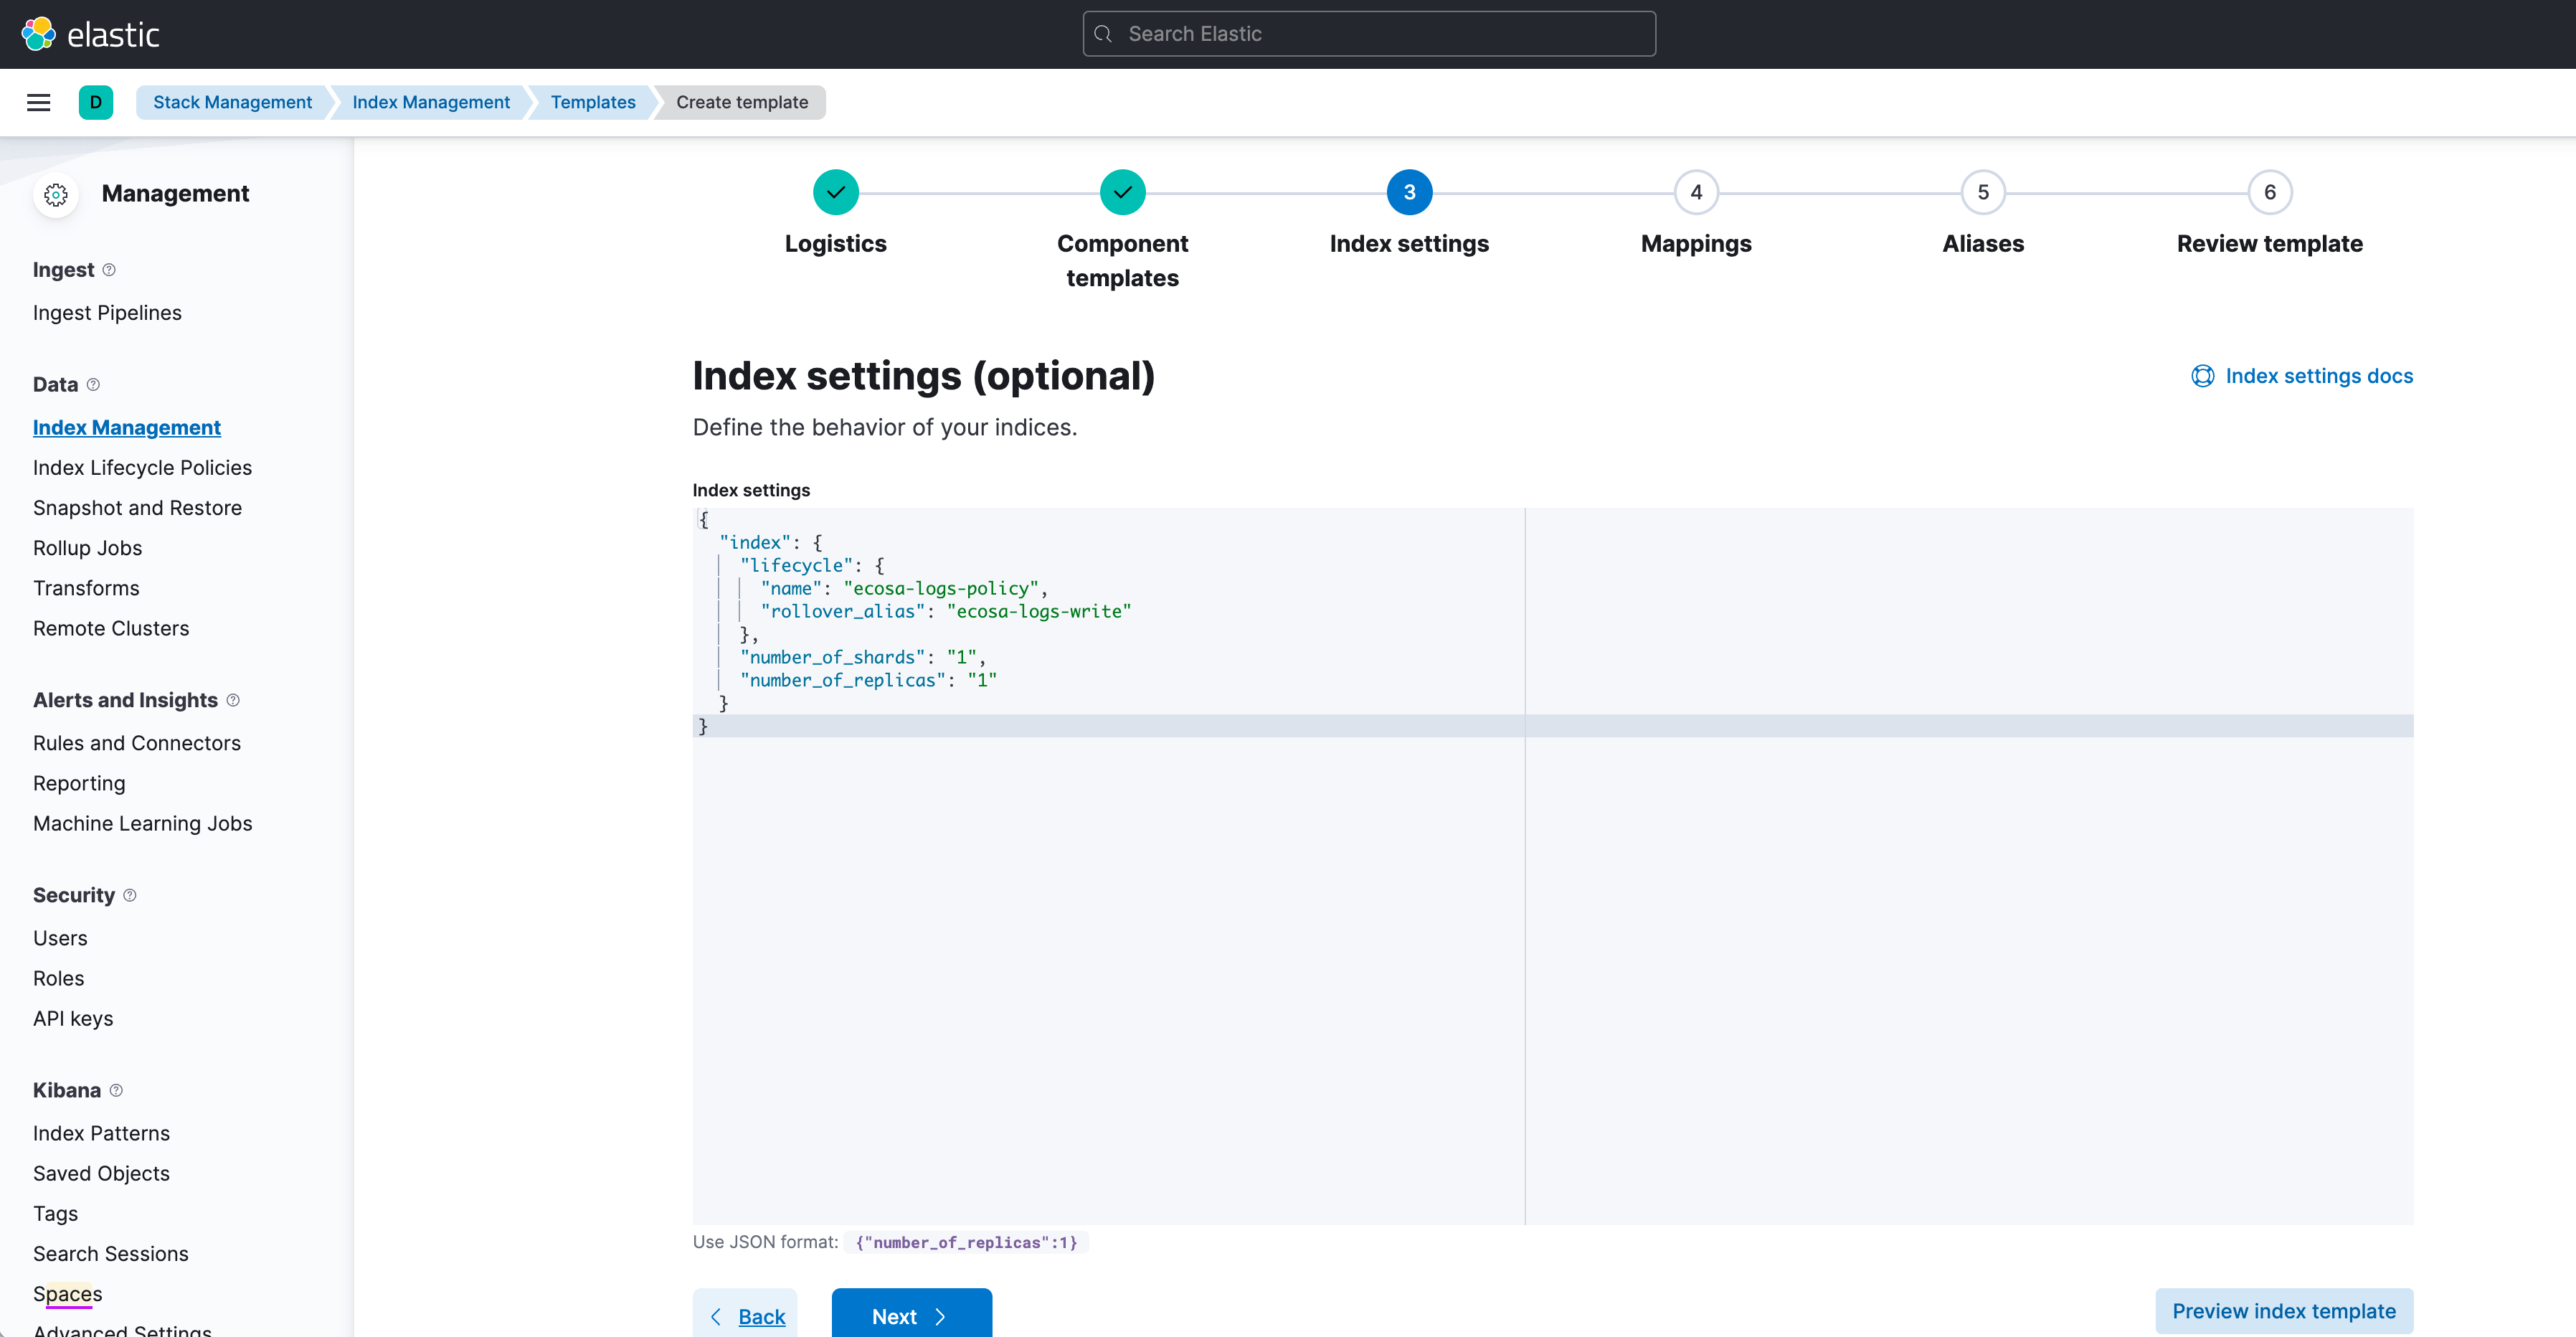 elastic
Search Elastic
D
Stack Management
Index Management
Templates
Create template
Management
Ingest
Ingest Pipelines
Data
Index Management
Index Lifecycle Policies
Snapshot and Restore
Rollup Jobs
Transforms
Remote Clusters
Alerts and Insights
Rules and Connectors
Reporting
Machine Learning Jobs
Security
Users
Roles
API keys
Kibana
Index Patterns
Saved Objects
Tags
Search Sessions
Spaces
Advanced Settings
Logistics
Component
templates
3
Index settings
4
Mappings
5
Aliases
6
Review template
Index settings (optional)
Index settings docs
Define the behavior of your indices.
Index settings
{
"index": {
"lifecycle": {
"name": "ecosa-logs-policy",
"rollover_alias": "ecosa-logs-write"
},
"number_of_shards": "1",
"number_of_replicas": "1"
}
}
Use JSON format: {"number_of_replicas":1}
Back
Next
Preview index template